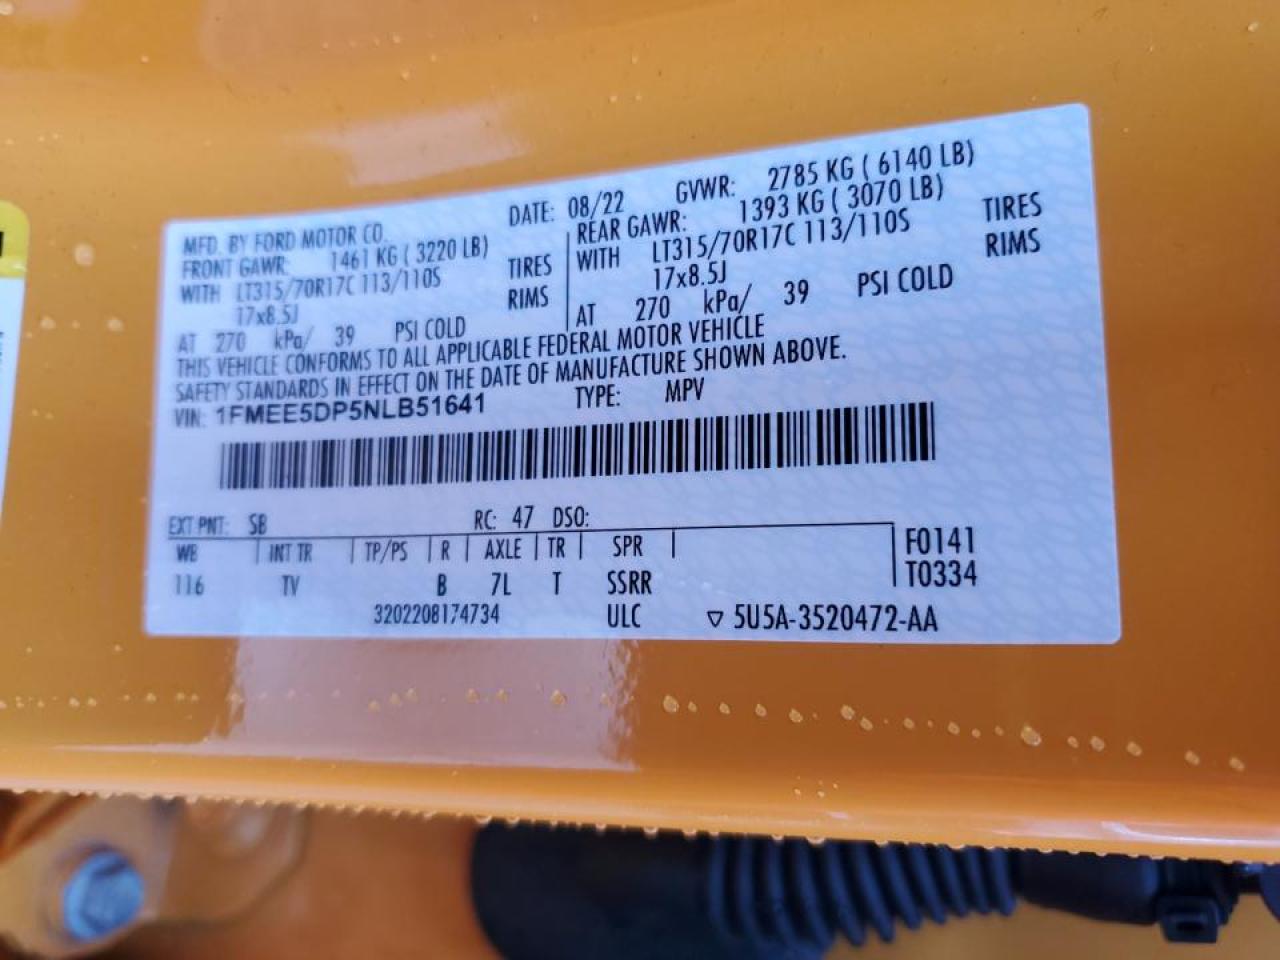 MFD. BY FORD MOTOR CO.
DATE: 08/22 GVWR: 2785 KG ( 6140 LB)
FRONT GAWR: 1461 KG ( 3220 LB)
WITH LT315/70R17C 113/110S TIRES
17x8.5J RIMS
AT 270 kPa/ 39 PSI COLD
REAR GAWR: 1393 KG ( 3070 LB)
WITH LT315/70R17C 113/110S TIRES
17x8.5J RIMS
AT 270 kPa/ 39 PSI COLD
THIS VEHICLE CONFORMS TO ALL APPLICABLE FEDERAL MOTOR VEHICLE
SAFETY STANDARDS IN EFFECT ON THE DATE OF MANUFACTURE SHOWN ABOVE.
VIN: 1FMEE5DP5NLB51641 TYPE: MPV
EXT PNT: SB RC: 47 DSO:
WB INT TR TP/PS R AXLE TR SPR F0141
116 TV B 7L T SSRR T0334
3202208174734 ULC ▽ 5U5A-3520472-AA